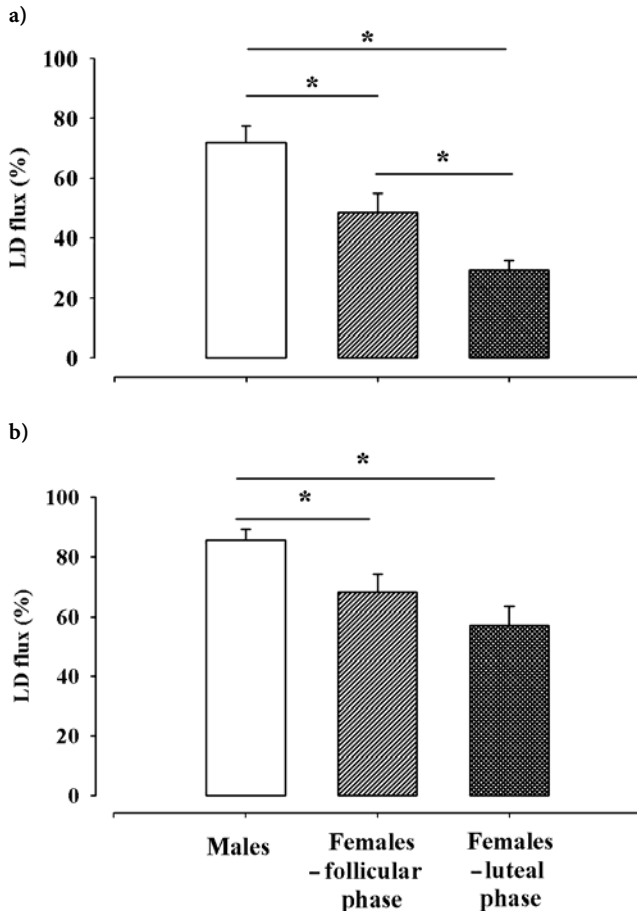 a)
*
100
*
80
*
60
LD flux (%)
40
20
0
b)
*
100
*
80
60
LD flux (%)
40
20
0
Males
Females
Females
–follicular
–luteal
phase
phase